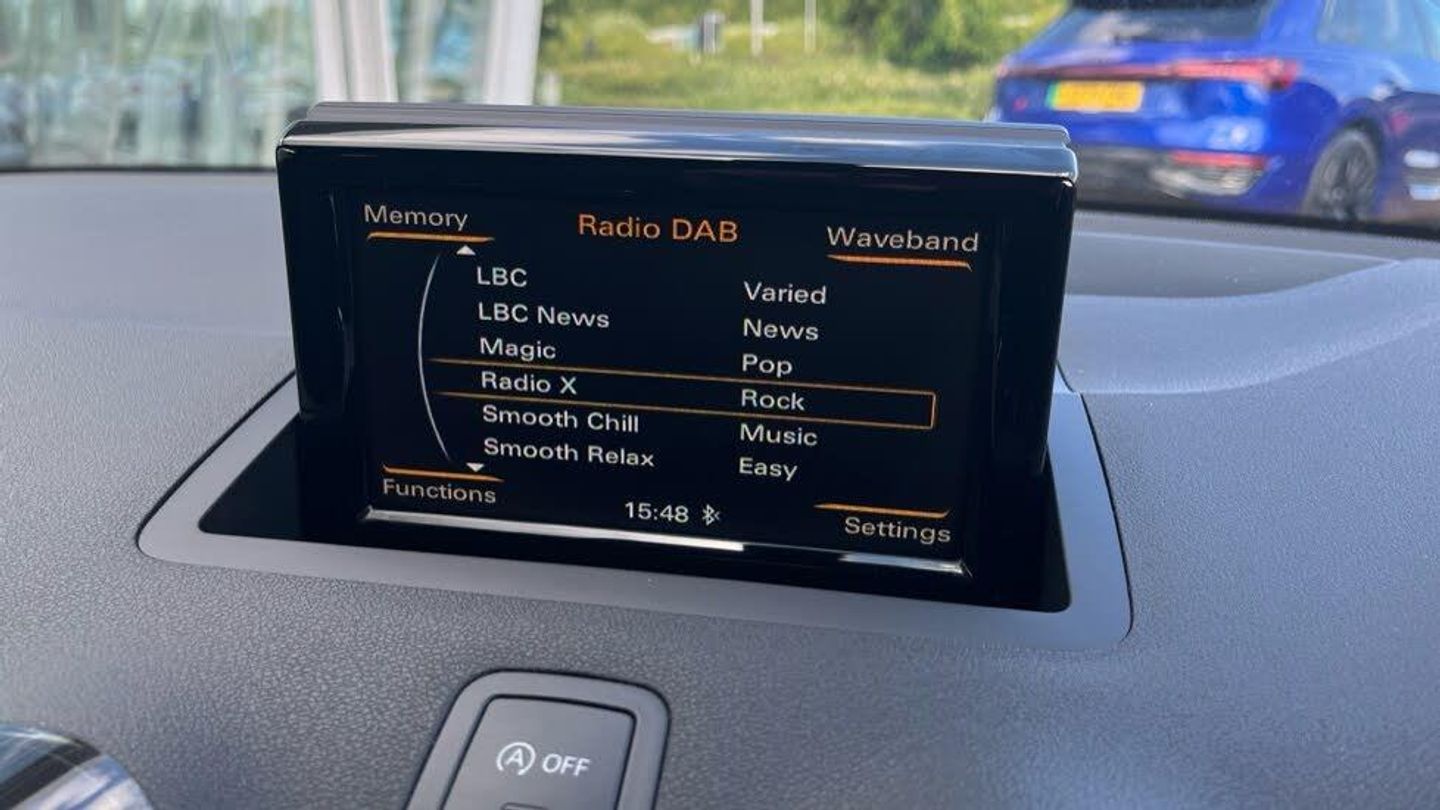 Memory Radio DAB Waveband
LBC Varied
LBC News News
Magic Pop
Radio X Rock
Smooth Chill Music
Smooth Relax Easy
Functions 15:48 Settings
A OFF